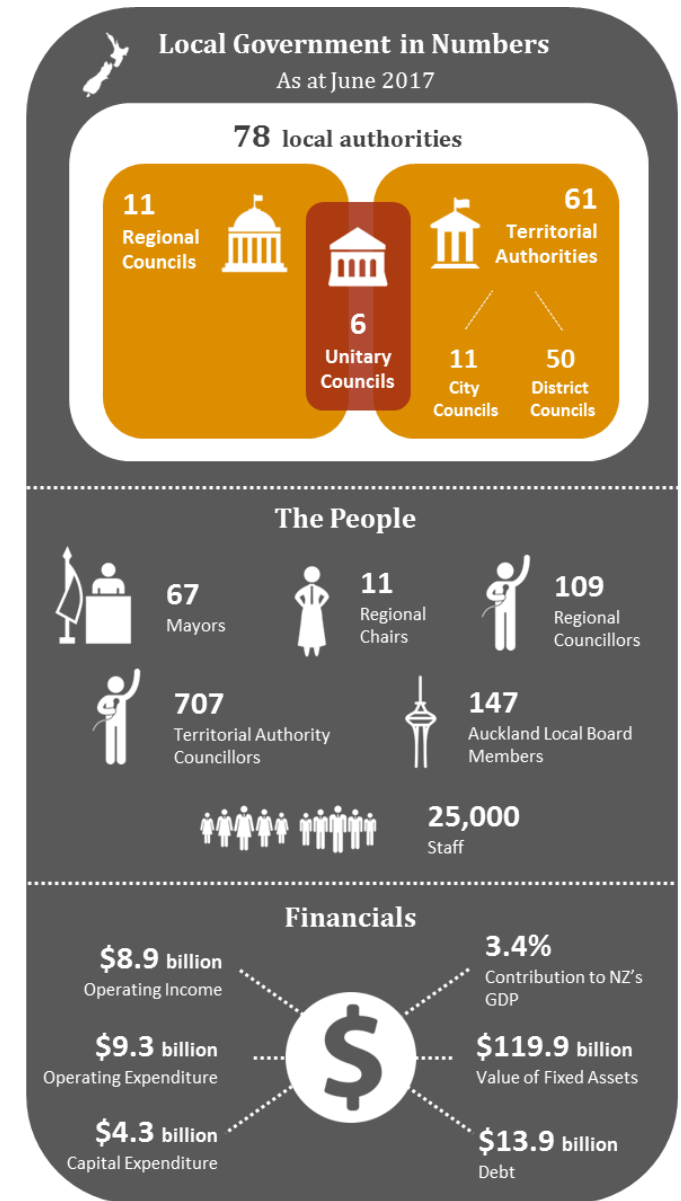 Local Government in Numbers
As at June 2017
78 local authorities
11
Regional
Councils
6
Unitary
Councils
61
Territorial
Authorities
11
City
Councils
50
District
Councils
The People
67
Mayors
11
Regional
Chairs
109
Regional
Councillors
707
Territorial Authority
Councillors
147
Auckland Local Board
Members
25,000
Staff
Financials
$8.9 billion
Operating Income
$9.3 billion
Operating Expenditure
$4.3 billion
Capital Expenditure
$
3.4%
Contribution to NZ’s
GDP
$119.9 billion
Value of Fixed Assets
$13.9 billion
Debt